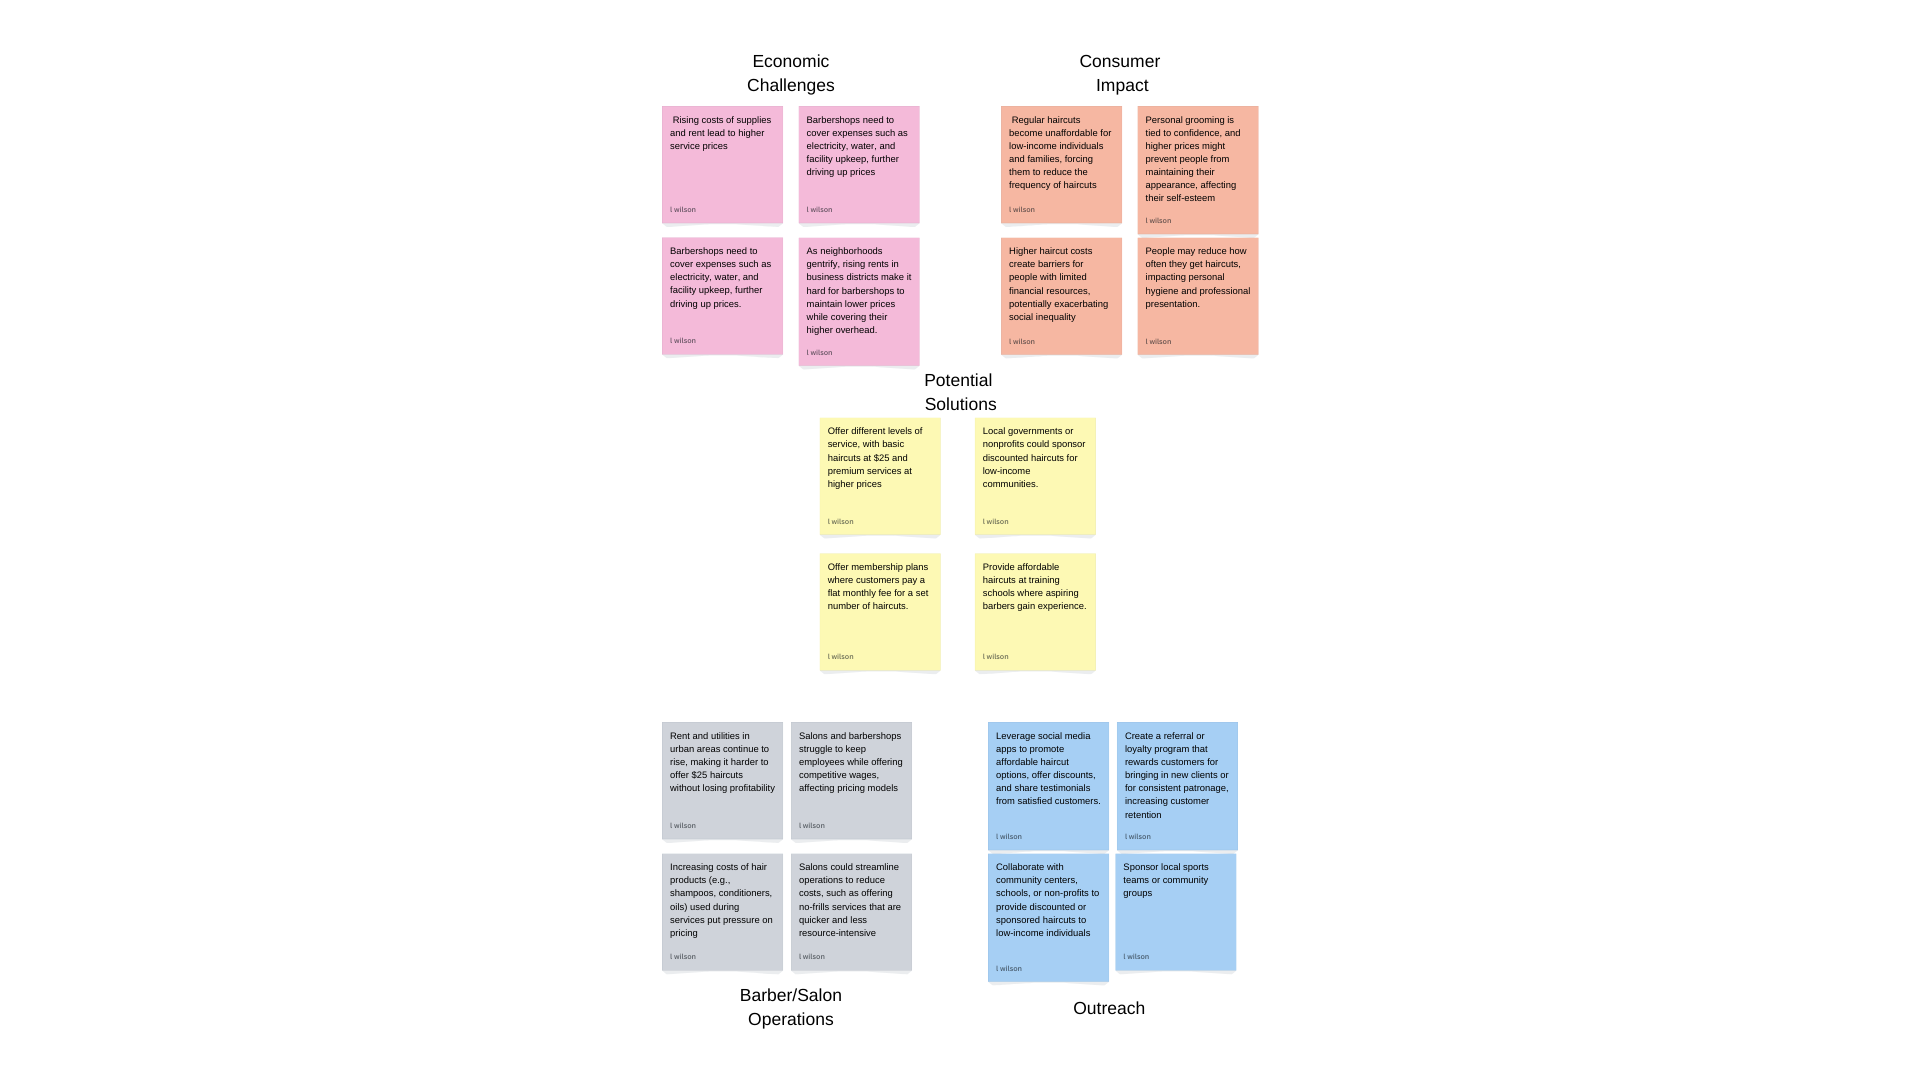 Economic
Challenges
Rising costs of supplies
and rent lead to higher
service prices
l wilson
Barbershops need to
cover expenses such as
electricity, water, and
facility upkeep, further
driving up prices
l wilson
Barbershops need to
cover expenses such as
electricity, water, and
facility upkeep, further
driving up prices.
l wilson
As neighborhoods
gentrify, rising rents in
business districts make it
hard for barbershops to
maintain lower prices
while covering their
higher overhead.
l wilson
Consumer
Impact
Regular haircuts
become unaffordable for
low-income individuals
and families, forcing
them to reduce the
frequency of haircuts
l wilson
Personal grooming is
tied to confidence, and
higher prices might
prevent people from
maintaining their
appearance, affecting
their self-esteem
l wilson
Higher haircut costs
create barriers for
people with limited
financial resources,
potentially exacerbating
social inequality
l wilson
People may reduce how
often they get haircuts,
impacting personal
hygiene and professional
presentation.
l wilson
Potential
Solutions
Offer different levels of
service, with basic
haircuts at $25 and
premium services at
higher prices
l wilson
Local governments or
nonprofits could sponsor
discounted haircuts for
low-income
communities.
l wilson
Offer membership plans
where customers pay a
flat monthly fee for a set
number of haircuts.
l wilson
Provide affordable
haircuts at training
schools where aspiring
barbers gain experience.
l wilson
Rent and utilities in
urban areas continue to
rise, making it harder to
offer $25 haircuts
without losing profitability
l wilson
Salons and barbershops
struggle to keep
employees while offering
competitive wages,
affecting pricing models
l wilson
Increasing costs of hair
products (e.g.,
shampoos, conditioners,
oils) used during
services put pressure on
pricing
l wilson
Salons could streamline
operations to reduce
costs, such as offering
no-frills services that are
quicker and less
resource-intensive
l wilson
Barber/Salon
Operations
Leverage social media
apps to promote
affordable haircut
options, offer discounts,
and share testimonials
from satisfied customers.
l wilson
Create a referral or
loyalty program that
rewards customers for
bringing in new clients or
for consistent patronage,
increasing customer
retention
l wilson
Collaborate with
community centers,
schools, or non-profits to
provide discounted or
sponsored haircuts to
low-income individuals
l wilson
Sponsor local sports
teams or community
groups
l wilson
Outreach